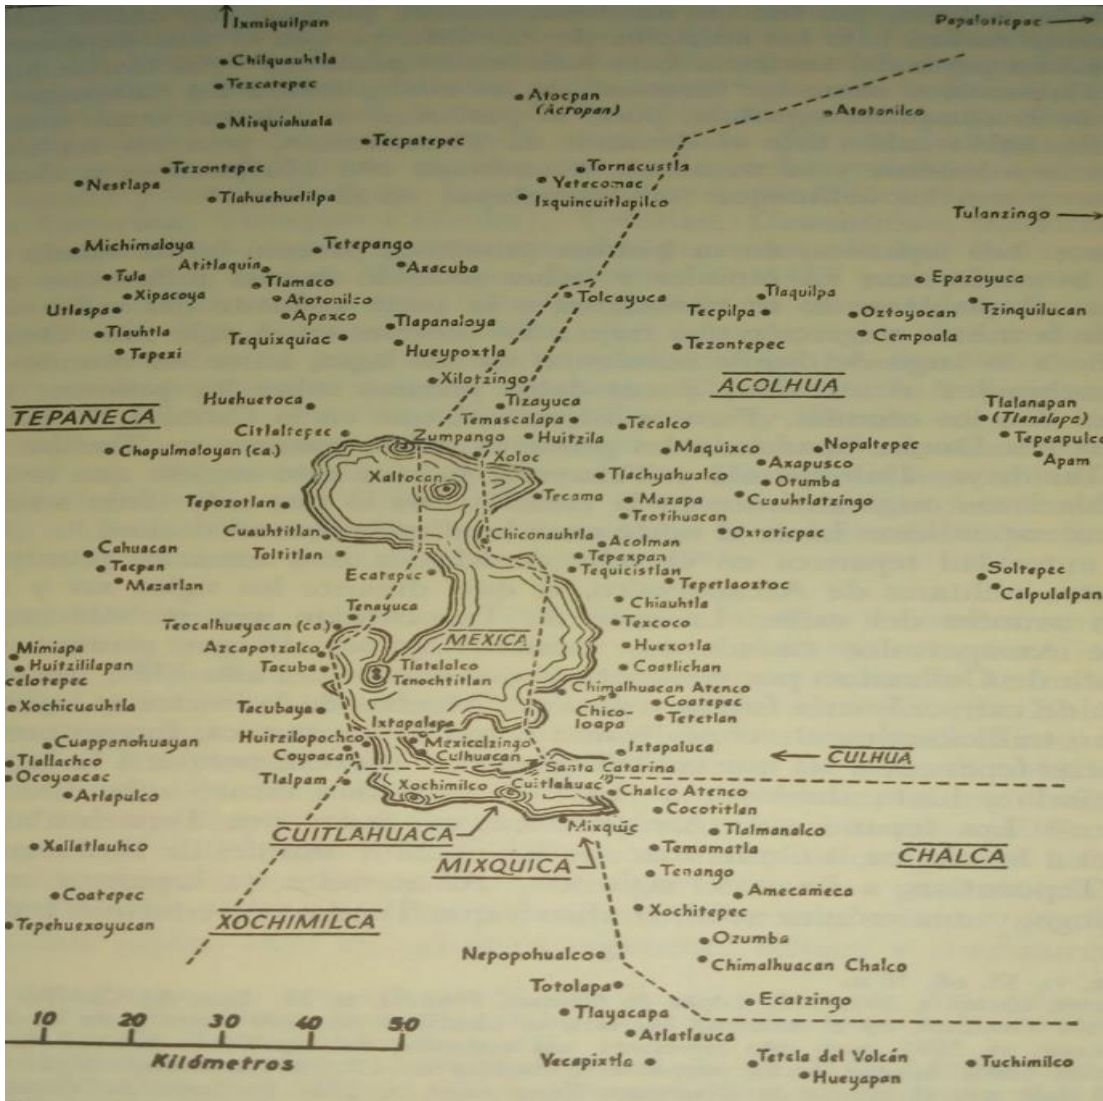 Ixmiquilpan
Papaloticpac
Chilquauhtla
Tezcatepec
Atocpan
(Acropan)
Atotonilco
Misquiahuala
Tecpatepec
Tezontepec
Tornacustla
Yetecomac
Nestlapa
Tlahuehuelilpa
Ixquincuitlapilco
Tulanzingo
Michimaloya
Tetepango
Atitlaquia
Axacuba
Tula
Tlamaco
Epazoyuca
Xipacoya
Atotonilco
Tolcayuca
Tlaquilpa
Tzinquilucan
Utlaspa
Apaxco
Tecpilpa
Oztoyocan
Tlauhtla
Tequixquiac
Tlapanaloya
Cempoala
Tepexi
Hueypoxtla
Tezontepec
Xilotzingo
ACOLHUA
Huehuetoca
Tizayuca
Tlalanapan
(Tlanalapa)
TEPANECA
Temascalapa
Tecalco
Citlaltepec
Zumpango
Huitzila
Nopaltepec
Tepeapulco
Chapulmaloyan (ca.)
Xoloc
Maquixco
Axapusco
Apam
Xaltocan
Tlachyahualco
Otumba
Tepozotlan
Tecama
Mazapa
Cuauhtlatzingo
Teotihuacan
Cuauhtitlan
Chiconauhtla
Acolman
Oxtoticpac
Cahuacan
Toltitlan
Tepexpan
Tecpan
Ecatepec
Tequicistlan
Soltepec
Mazatlan
Tepetlaoztoc
Calpulalpan
Tenayuca
Chiauhtla
Teocalhueyacan (ca.)
MEXICA
Texcoco
Mimiapa
Azcapotzalco
Huexotla
Huitzililapan
Tacuba
Tlatelolco
Coatlichan
celotepec
Tenochtitlan
Chimalhuacan Atenco
Xochicuauhtla
Tacubaya
Coatepec
Chico-
loapa
Tetetlan
Ixtapalapa
Cuappanohuayan
Huitzilopochco
Mexicalzingo
Ixtapaluca
Tlallachco
Coyoacan
Culhuacan
CULHUA
Ocoyoacac
Santa Catarina
Atlapulco
Tlalpam
Xochimilco
Cuitlahuac
Chalco Atenco
Cocotitlan
CUITLAHUACA
Mixquic
Tlalmanalco
Xallatlauhco
Temamatla
CHALCA
MIXQUICA
Tenango
Coatepec
Amecameca
Xochitepec
Tepehuexoyucan
XOCHIMILCA
Ozumba
Nepopohualco
Chimalhuacan Chalco
Totolapa
Ecatzingo
Tlayacapa
10 20 30 40 50
Atlatlauca
Kilómetros
Yecapixtla
Tetela del Volcán
Tuchimilco
Hueyapan